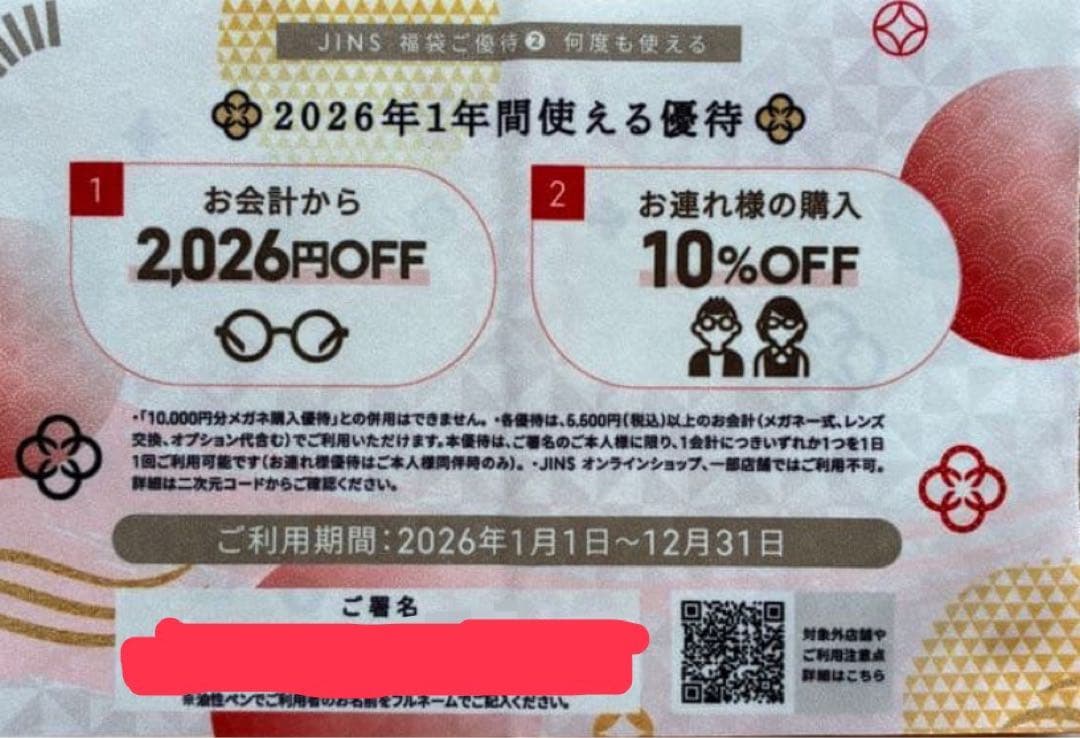 JINS 福袋ご優待❷ 何度も使える
2026年1年間使える優待
1
お会計から
2,026円OFF
2
お連れ様の購入
10%OFF
・「10,000円分メガネ購入優待」との併用はできません。・各優待は、5,500円(税込)以上のお会計(メガネ一式、レンズ
交換、オプション代含む)でご利用いただけます。本優待は、ご署名のご本人様に限り、1会計につきいずれか1つを1日
1回ご利用可能です(お連れ様優待はご本人様同伴時のみ)。・JINS オンラインショップ、一部店舗ではご利用不可。
詳細は二次元コードからご確認ください。
ご利用期間：2026年1月1日〜12月31日
ご署名
※油性ペンでご利用者のお名前をフルネームでご記入ください。
対象外店舗や
ご利用注意点
詳細はこちら